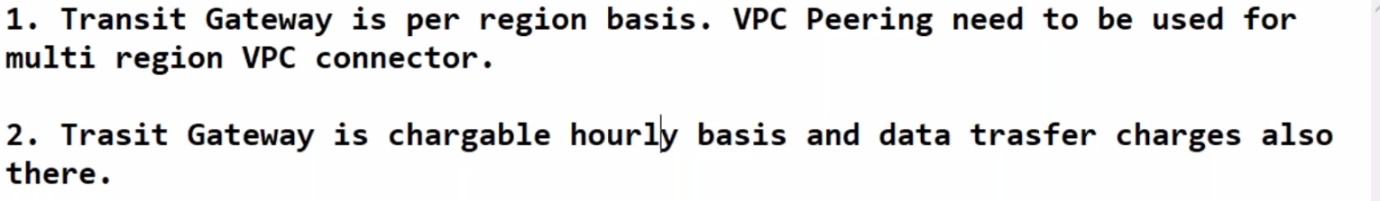 1. Transit Gateway is per region basis. VPC Peering need to be used for
multi region VPC connector.
2. Trasit Gateway is chargable hourly basis and data trasfer charges also
there.